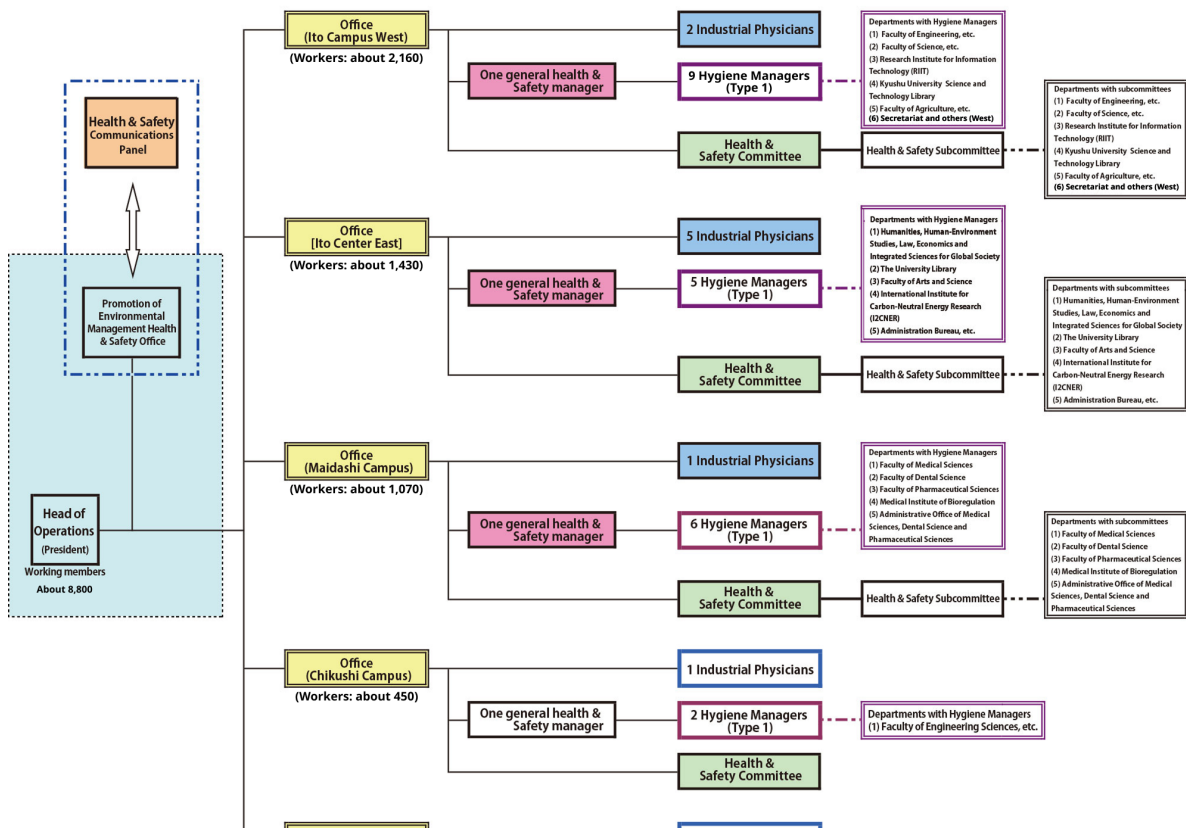 Health & Safety
Communications
Panel
Promotion of
Environmental
Management Health
& Safety Office
Head of
Operations
(President)
Working members
About 8,800
Office
(Ito Campus West)
(Workers: about 2,160)
2 Industrial Physicians
One general health &
Safety manager
9 Hygiene Managers
(Type 1)
Departments with Hygiene Managers
(1) Faculty of Engineering, etc.
(2) Faculty of Science, etc.
(3) Research Institute for Information
Technology (RIIT)
(4) Kyushu University Science and
Technology Library
(5) Faculty of Agriculture, etc.
(6) Secretariat and others (West)
Health &
Safety Committee
Health & Safety Subcommittee
Departments with subcommittees
(1) Faculty of Engineering, etc.
(2) Faculty of Science, etc.
(3) Research Institute for Information
Technology (RIIT)
(4) Kyushu University Science and
Technology Library
(5) Faculty of Agriculture, etc.
(6) Secretariat and others (West)
Office
[Ito Center East]
(Workers: about 1,430)
5 Industrial Physicians
One general health &
Safety manager
5 Hygiene Managers
(Type 1)
Departments with Hygiene Managers
(1) Humanities, Human-Environment
Studies, Law, Economics and
Integrated Sciences for Global Society
(2) The University Library
(3) Faculty of Arts and Science
(4) International Institute for
Carbon-Neutral Energy Research
(I2CNER)
(5) Administration Bureau, etc.
Health &
Safety Committee
Health & Safety Subcommittee
Departments with subcommittees
(1) Humanities, Human-Environment
Studies, Law, Economics and
Integrated Sciences for Global Society
(2) The University Library
(3) Faculty of Arts and Science
(4) International Institute for
Carbon-Neutral Energy Research
(I2CNER)
(5) Administration Bureau, etc.
Office
(Maidashi Campus)
(Workers: about 1,070)
1 Industrial Physicians
One general health &
Safety manager
6 Hygiene Managers
(Type 1)
Departments with Hygiene Managers
(1) Faculty of Medical Sciences
(2) Faculty of Dental Science
(3) Faculty of Pharmaceutical Sciences
(4) Medical Institute of Bioregulation
(5) Administrative Office of Medical
Sciences, Dental Science and
Pharmaceutical Sciences
Health &
Safety Committee
Health & Safety Subcommittee
Departments with subcommittees
(1) Faculty of Medical Sciences
(2) Faculty of Dental Science
(3) Faculty of Pharmaceutical Sciences
(4) Medical Institute of Bioregulation
(5) Administrative Office of Medical
Sciences, Dental Science and
Pharmaceutical Sciences
Office
(Chikushi Campus)
(Workers: about 450)
1 Industrial Physicians
One general health &
Safety manager
2 Hygiene Managers
(Type 1)
Departments with Hygiene Managers
(1) Faculty of Engineering Sciences, etc.
Health &
Safety Committee